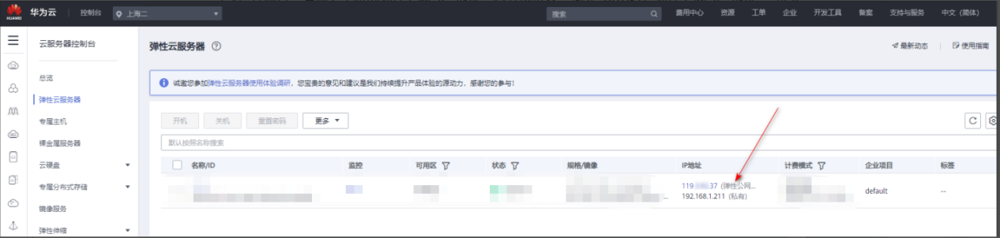 HUAWEI 华为云 控制台 上海二 搜索 费用中心 资源 工单 企业 开发工具 备案 支持与服务 中文（简体）
云服务器控制台
弹性云服务器 ?
最新动态 使用指南
诚邀您参加弹性云服务器使用体验调研，您宝贵的意见和建议是我们持续提升产品体验的源动力，感谢您的参与！
总览
弹性云服务器
专属主机
裸金属服务器
云硬盘
专属分布式存储
镜像服务
弹性伸缩
开机 关机 重置密码 更多
默认按照名称搜索
名称/ID 监控 可用区 状态 规格/镜像 IP地址 计费模式 企业项目 标签
119. 37 (弹性公网...
192.168.1.211 (私有)
default
--